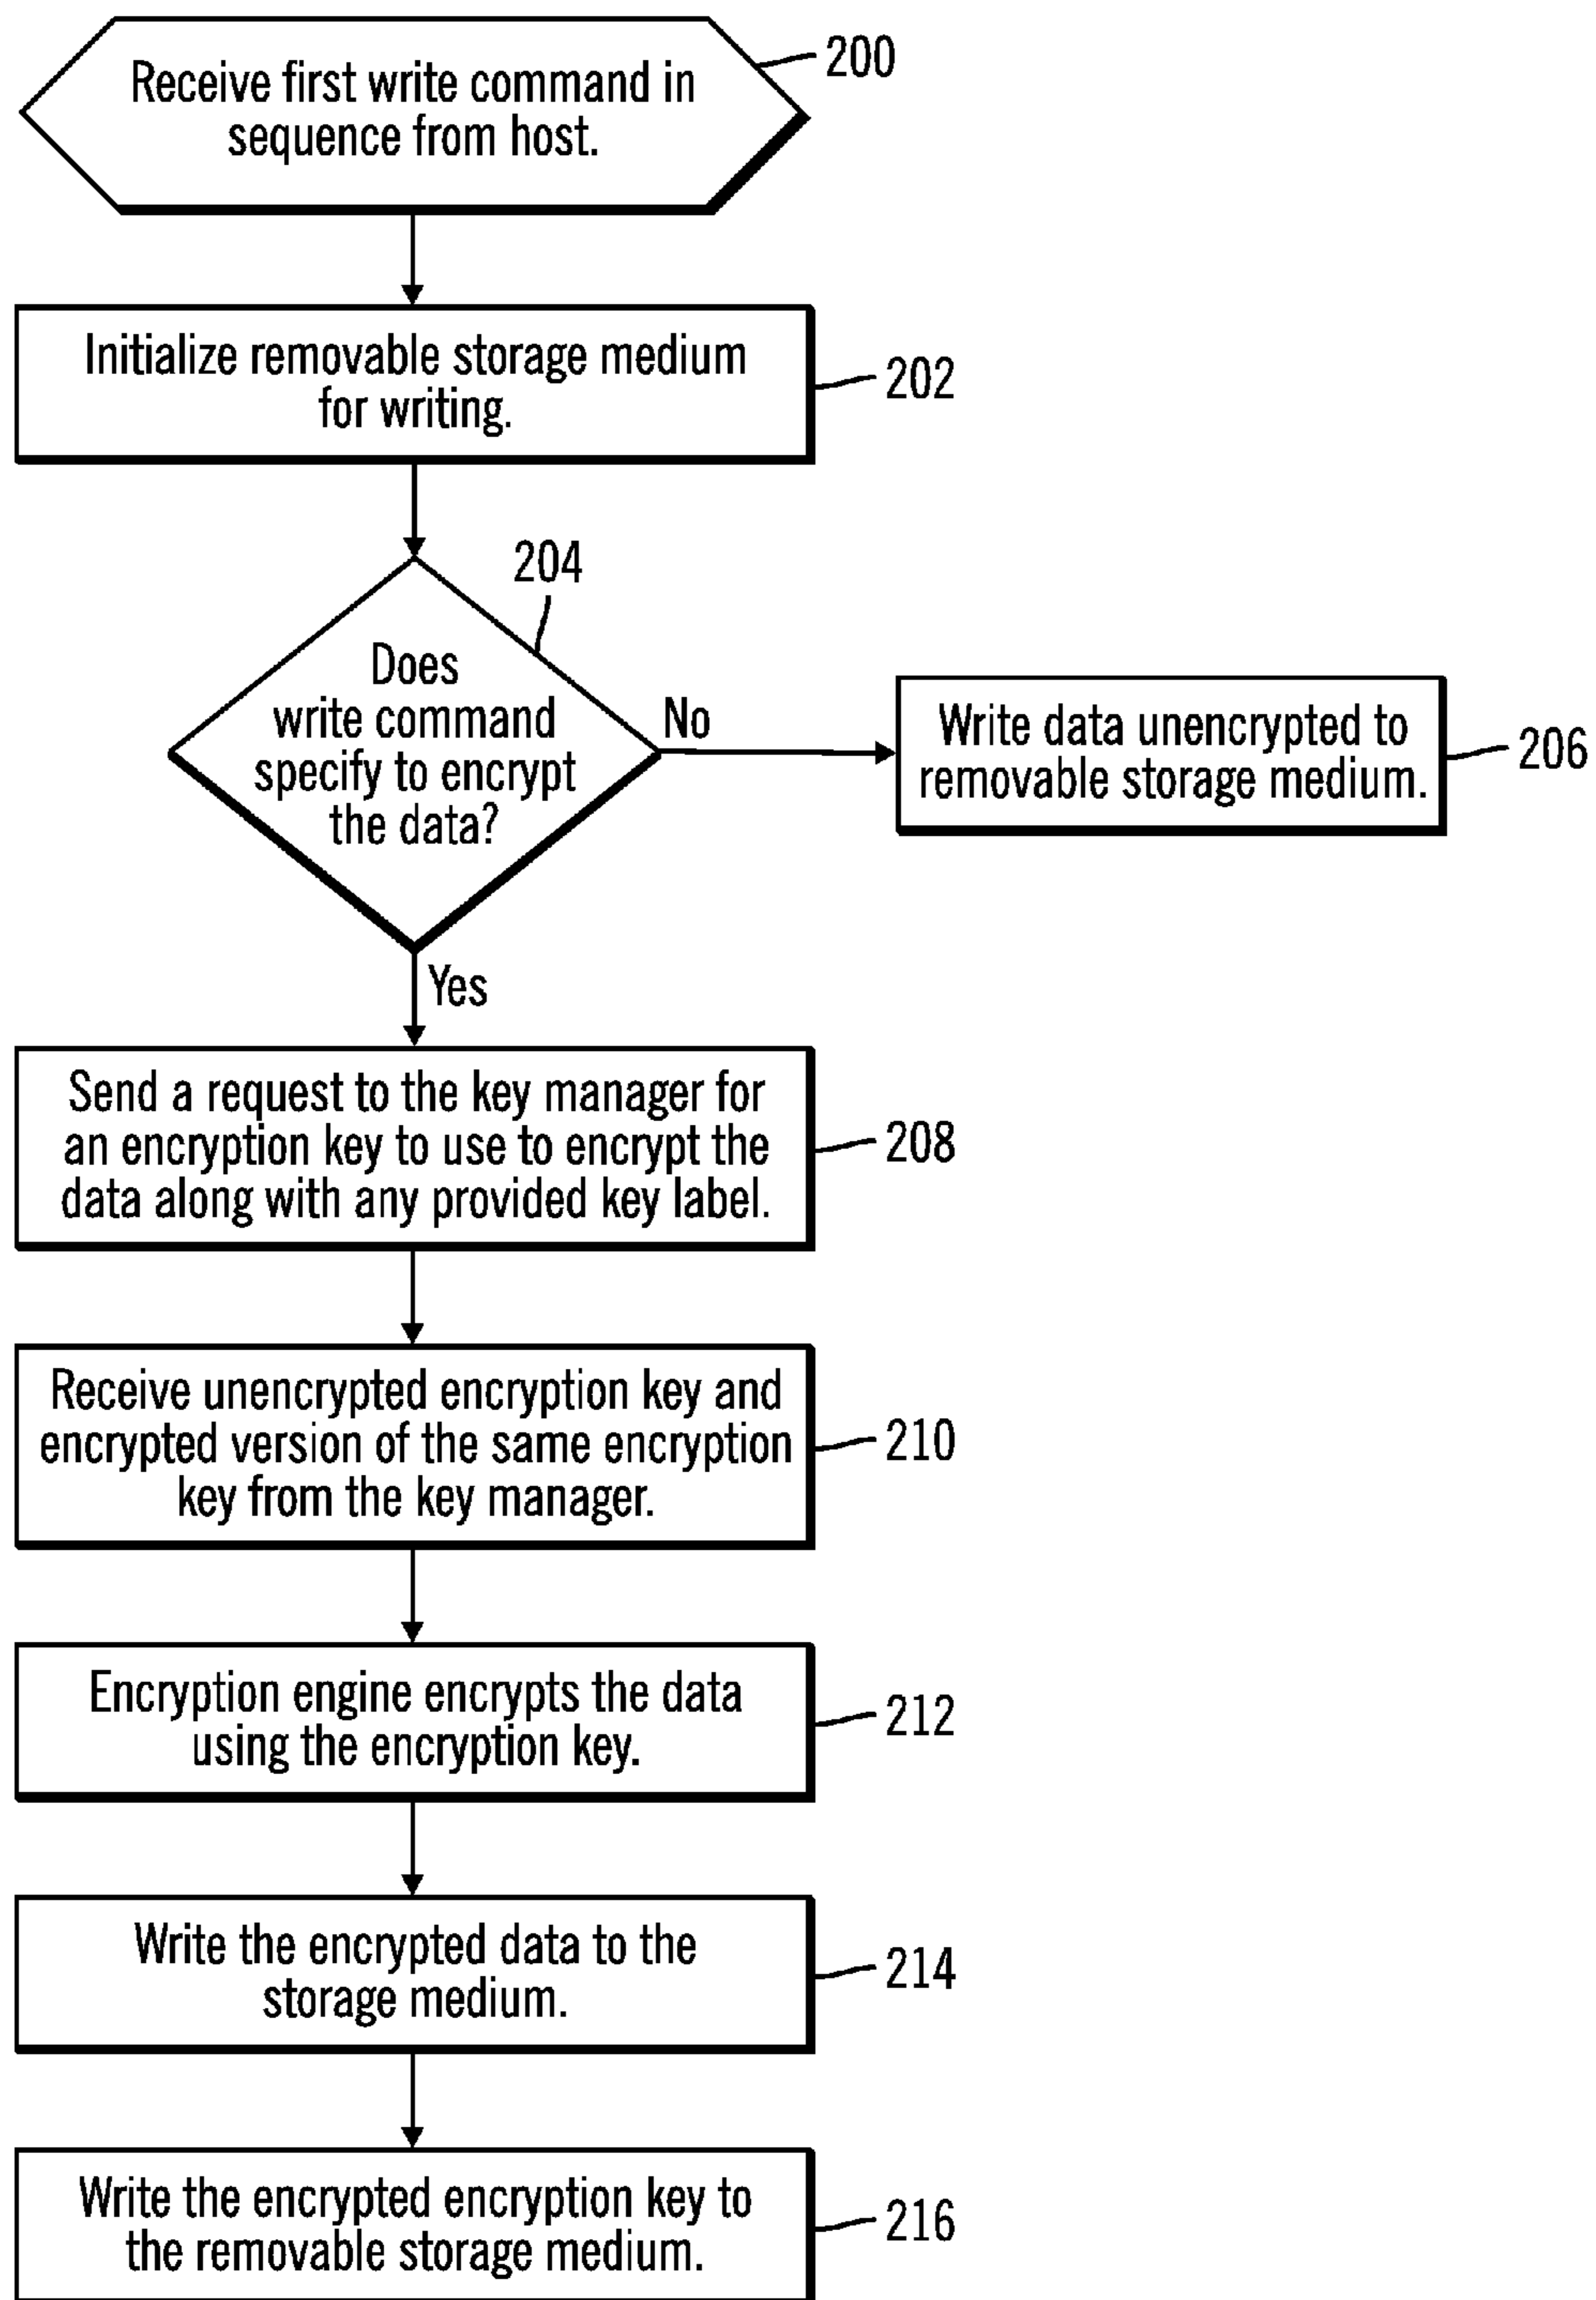 Receive first write command in
sequence from host.
200
Initialize removable storage medium
for writing.
202
204
Does
write command
specify to encrypt
the data?
No
Write data unencrypted to
removable storage medium.
206
Yes
Send a request to the key manager for
an encryption key to use to encrypt the
data along with any provided key label.
208
Receive unencrypted encryption key and
encrypted version of the same encryption
key from the key manager.
210
Encryption engine encrypts the data
using the encryption key.
212
Write the encrypted data to the
storage medium.
214
Write the encrypted encryption key to
the removable storage medium.
216